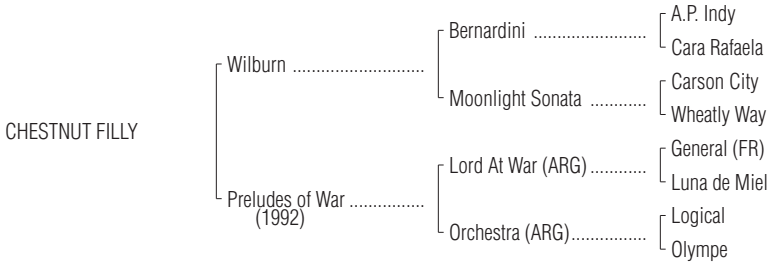 A.P. Indy
Bernardini ........................
Cara Rafaela
Wilburn ............................
Carson City
Moonlight Sonata ............
Wheatly Way
CHESTNUT FILLY
General (FR)
Lord At War (ARG) ............
Luna de Miel
Preludes of War ................
(1992)
Logical
Orchestra (ARG)................
Olympe